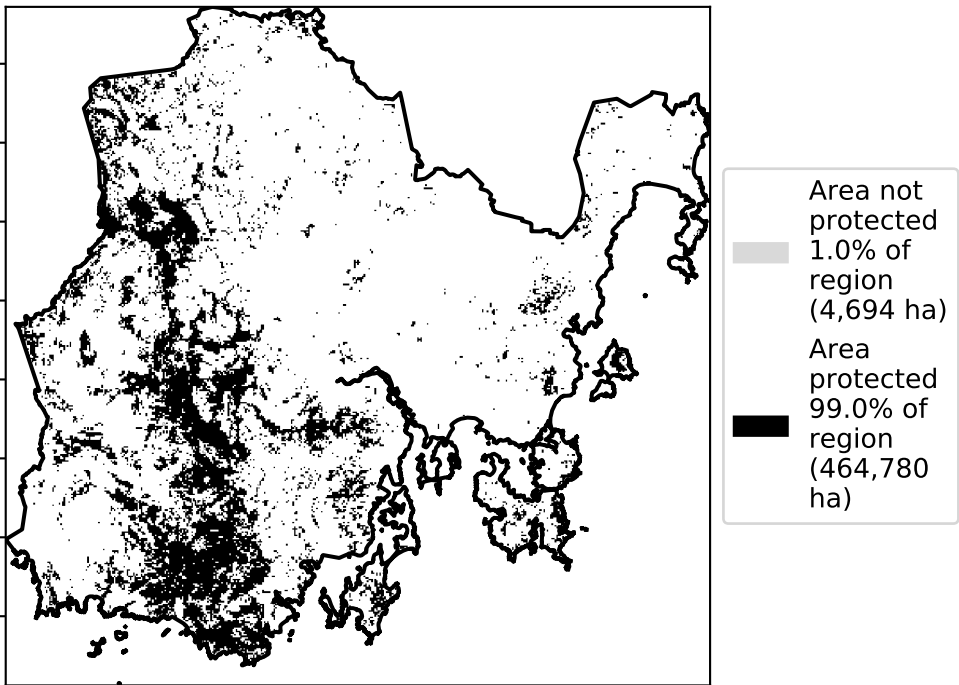 Area not
protected
1.0% of
region
(4,694 ha)
Area
protected
99.0% of
region
(464,780
ha)